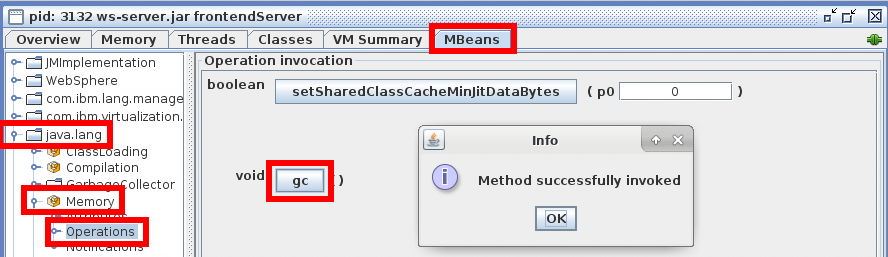 pid: 3132 ws-server.jar frontendServer
Overview Memory Threads Classes VM Summary MBeans
JMImplementation
WebSphere
com.ibm.lang.manage
com.ibm.virtualization.
java.lang
ClassLoading
Compilation
GarbageCollector
Memory
Attributes
Operations
Notifications
Operation invocation
boolean setSharedClassCacheMinJitDataBytes ( p0 0 )
void gc ( )
Info
Method successfully invoked
OK